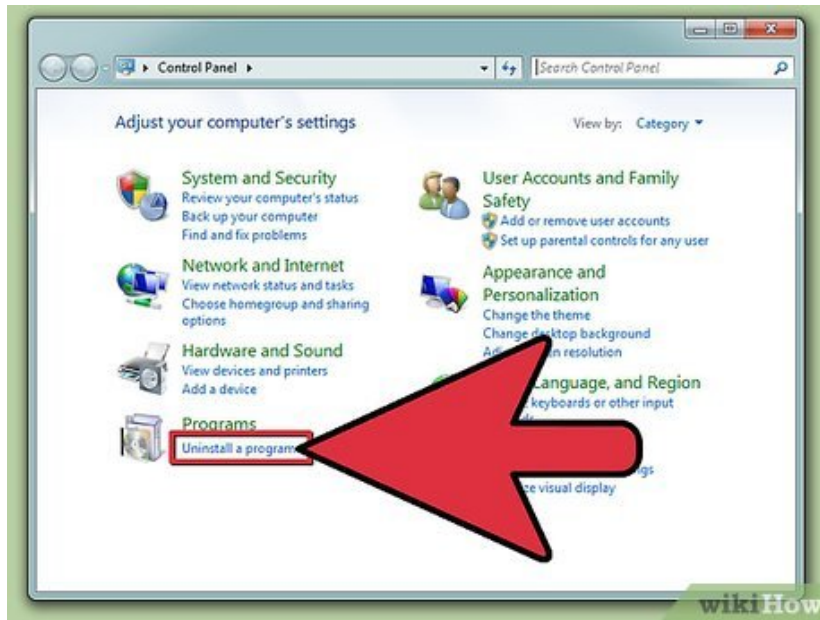 Control Panel
Search Control Panel
Adjust your computer's settings
View by: Category
System and Security
Review your computer's status
Back up your computer
Find and fix problems
Network and Internet
View network status and tasks
Choose homegroup and sharing
options
Hardware and Sound
View devices and printers
Add a device
Programs
Uninstall a program
User Accounts and Family
Safety
Add or remove user accounts
Set up parental controls for any user
Appearance and
Personalization
Change the theme
Change desktop background
resolution
Language, and Region
keyboards or other input
visual display
wikiHow